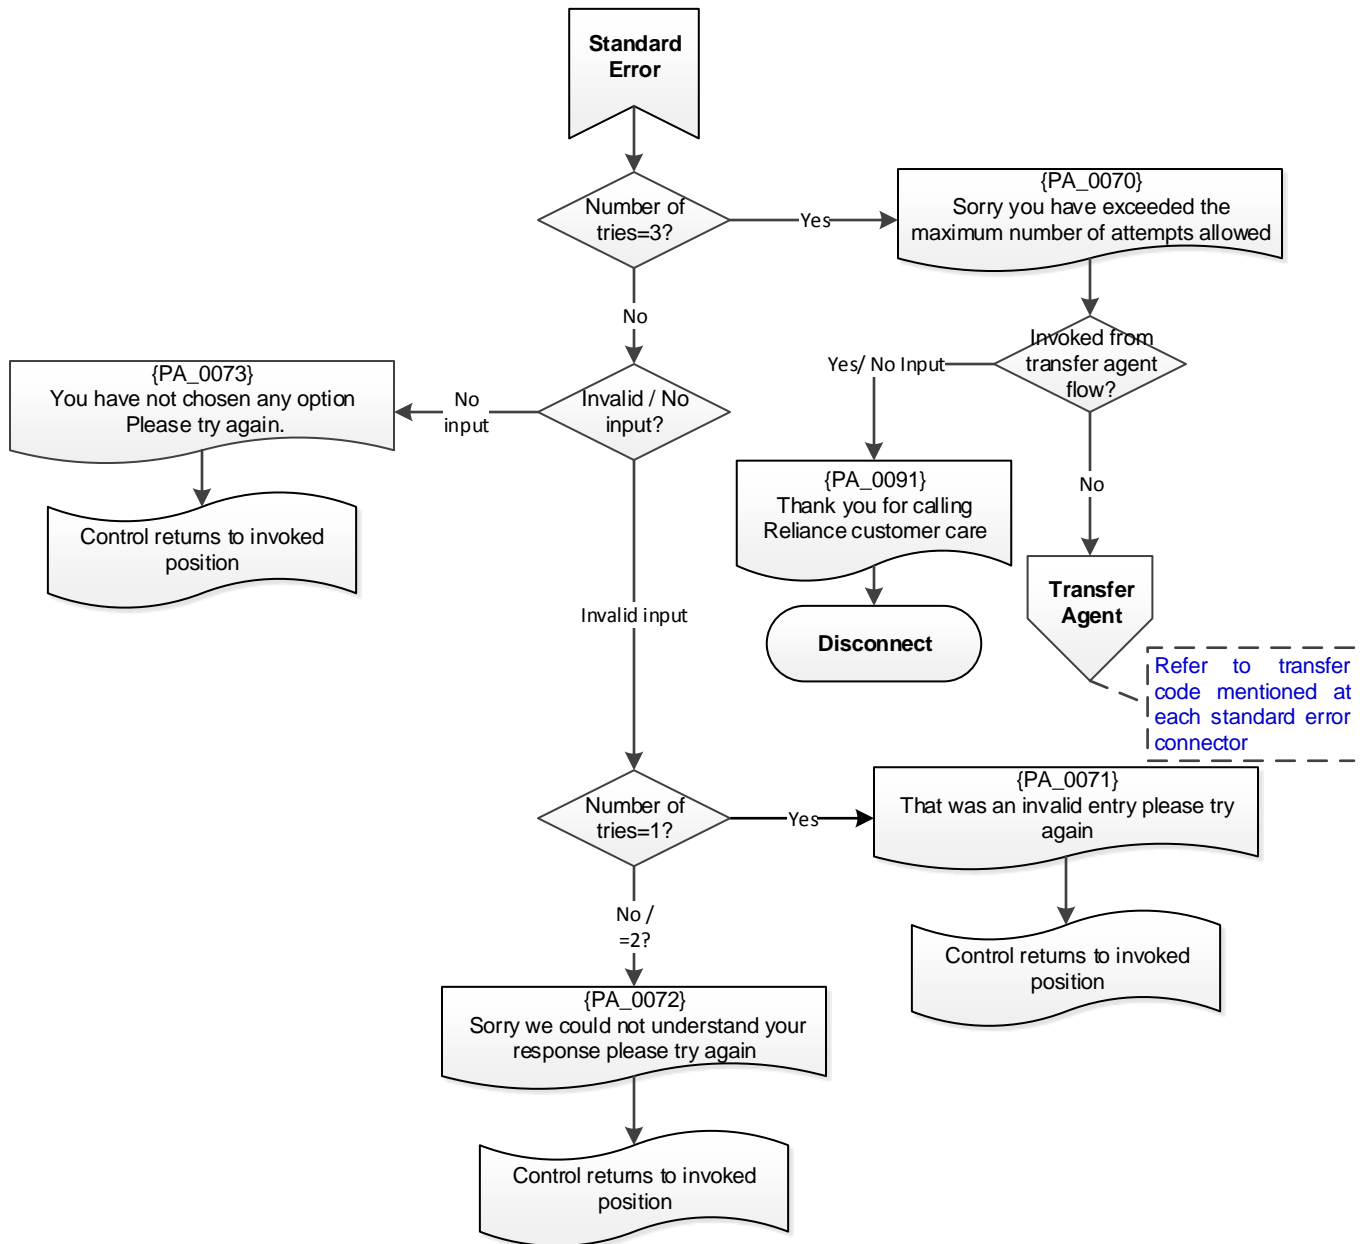 Standard
Error
Number of
tries=3?
Yes
{PA_0070}
Sorry you have exceeded the
maximum number of attempts allowed
No
Invoked from
transfer agent
flow?
Yes/ No Input
{PA_0073}
You have not chosen any option
Please try again.
No
input
Invalid / No
input?
{PA_0091}
Thank you for calling
Reliance customer care
No
Control returns to invoked
position
Transfer
Agent
Invalid input
Disconnect
Refer to transfer
code mentioned at
each standard error
connector
Number of
tries=1?
Yes
{PA_0071}
That was an invalid entry please try
again
No /
=2?
Control returns to invoked
position
{PA_0072}
Sorry we could not understand your
response please try again
Control returns to invoked
position